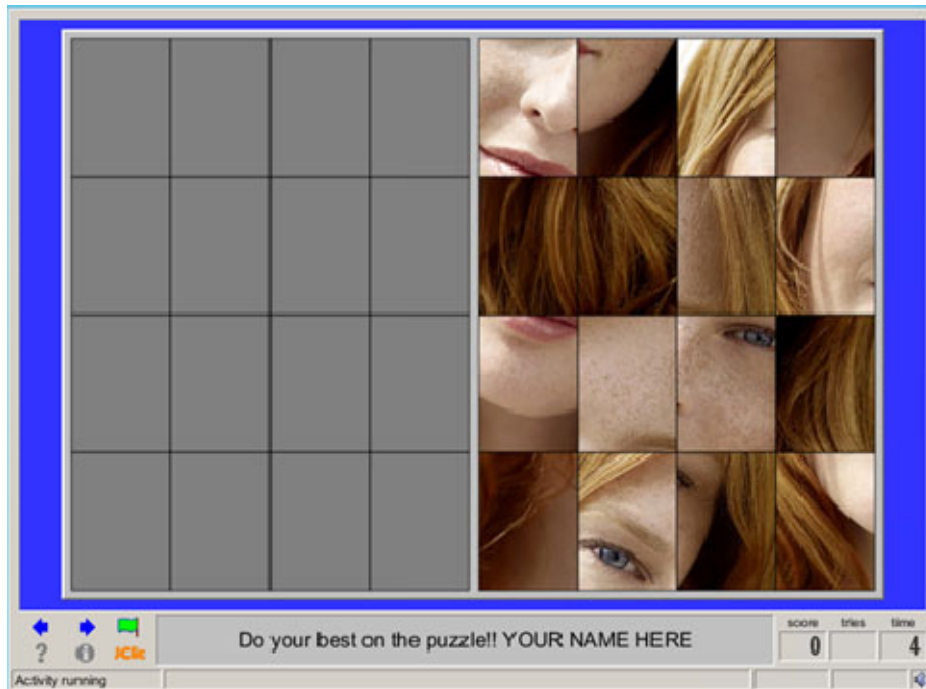 Do your best on the puzzle!! YOUR NAME HERE
score tries time
0 4
JClic
Activity running